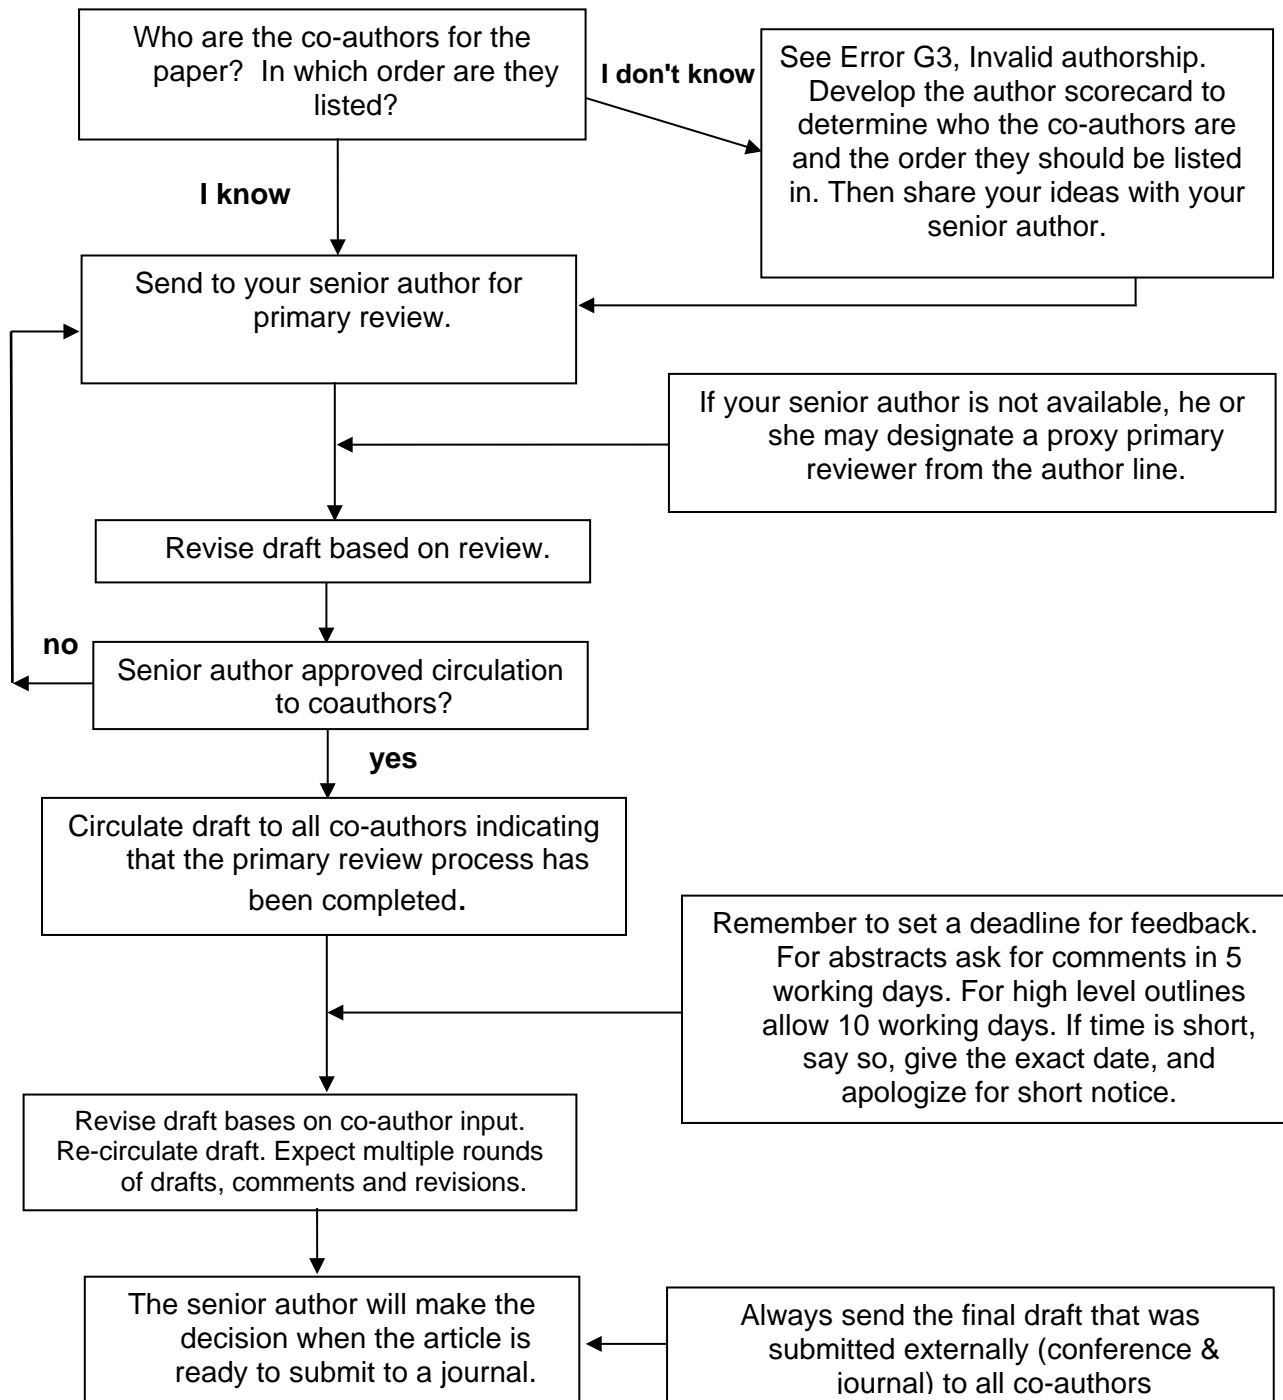 Who are the co-authors for the
paper?  In which order are they
listed?
I don't know
See Error G3, Invalid authorship.
Develop the author scorecard to
determine who the co-authors are
and the order they should be listed
in. Then share your ideas with your
senior author.
I know
Send to your senior author for
primary review.
If your senior author is not available, he or
she may designate a proxy primary
reviewer from the author line.
Revise draft based on review.
no
Senior author approved circulation
to coauthors?
yes
Circulate draft to all co-authors indicating
that the primary review process has
been completed.
Remember to set a deadline for feedback.
For abstracts ask for comments in 5
working days. For high level outlines
allow 10 working days. If time is short,
say so, give the exact date, and
apologize for short notice.
Revise draft bases on co-author input.
Re-circulate draft. Expect multiple rounds
of drafts, comments and revisions.
The senior author will make the
decision when the article is
ready to submit to a journal.
Always send the final draft that was
submitted externally (conference &
journal) to all co-authors